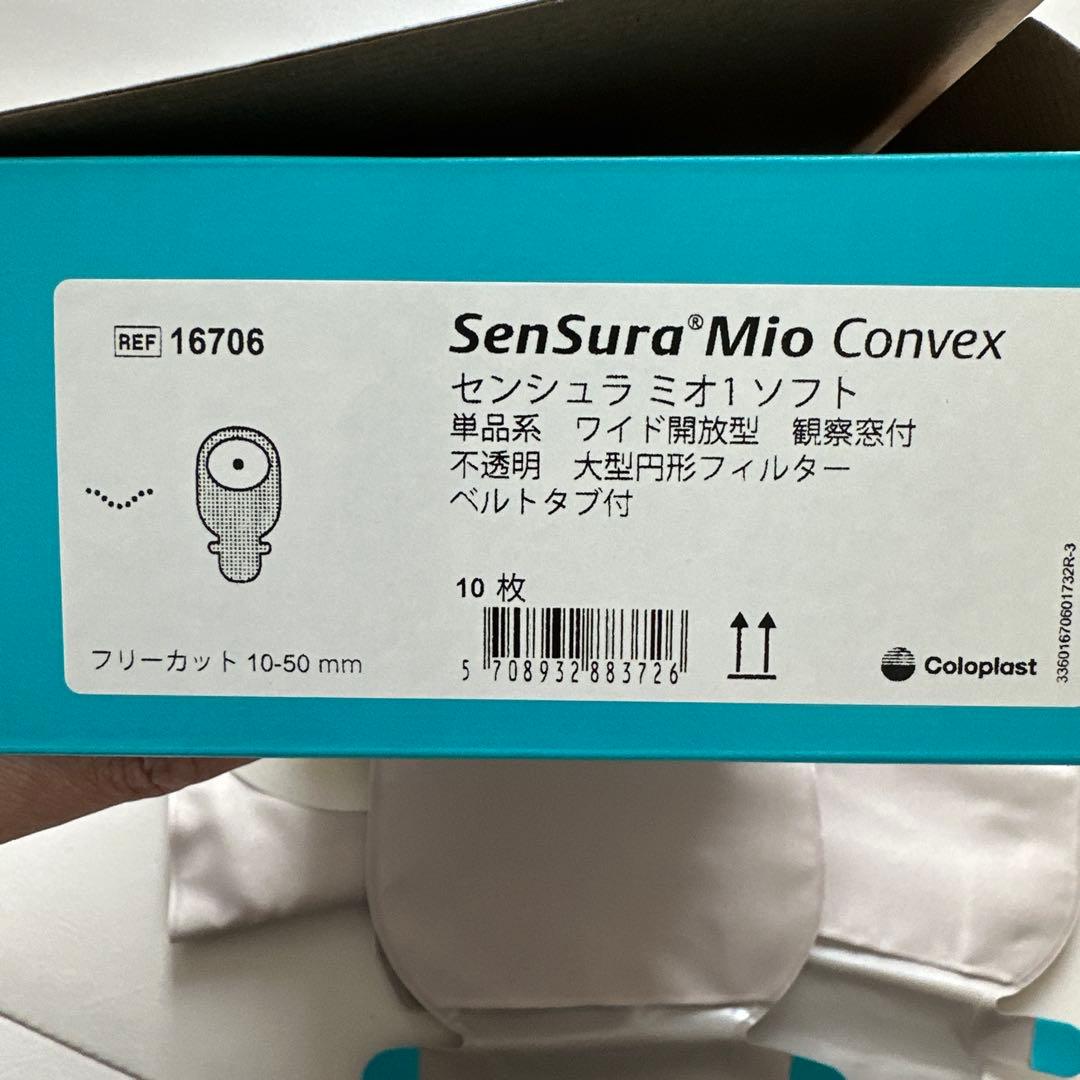 REF 16706
SenSura®Mio Convex
センシュラ ミオ1 ソフト
単品系 ワイド開放型 観察窓付
不透明 大型円形フィルター
ベルトタブ付
10 枚
5 708932 883726
フリーカット 10-50 mm
Coloplast
33601670601732R-3